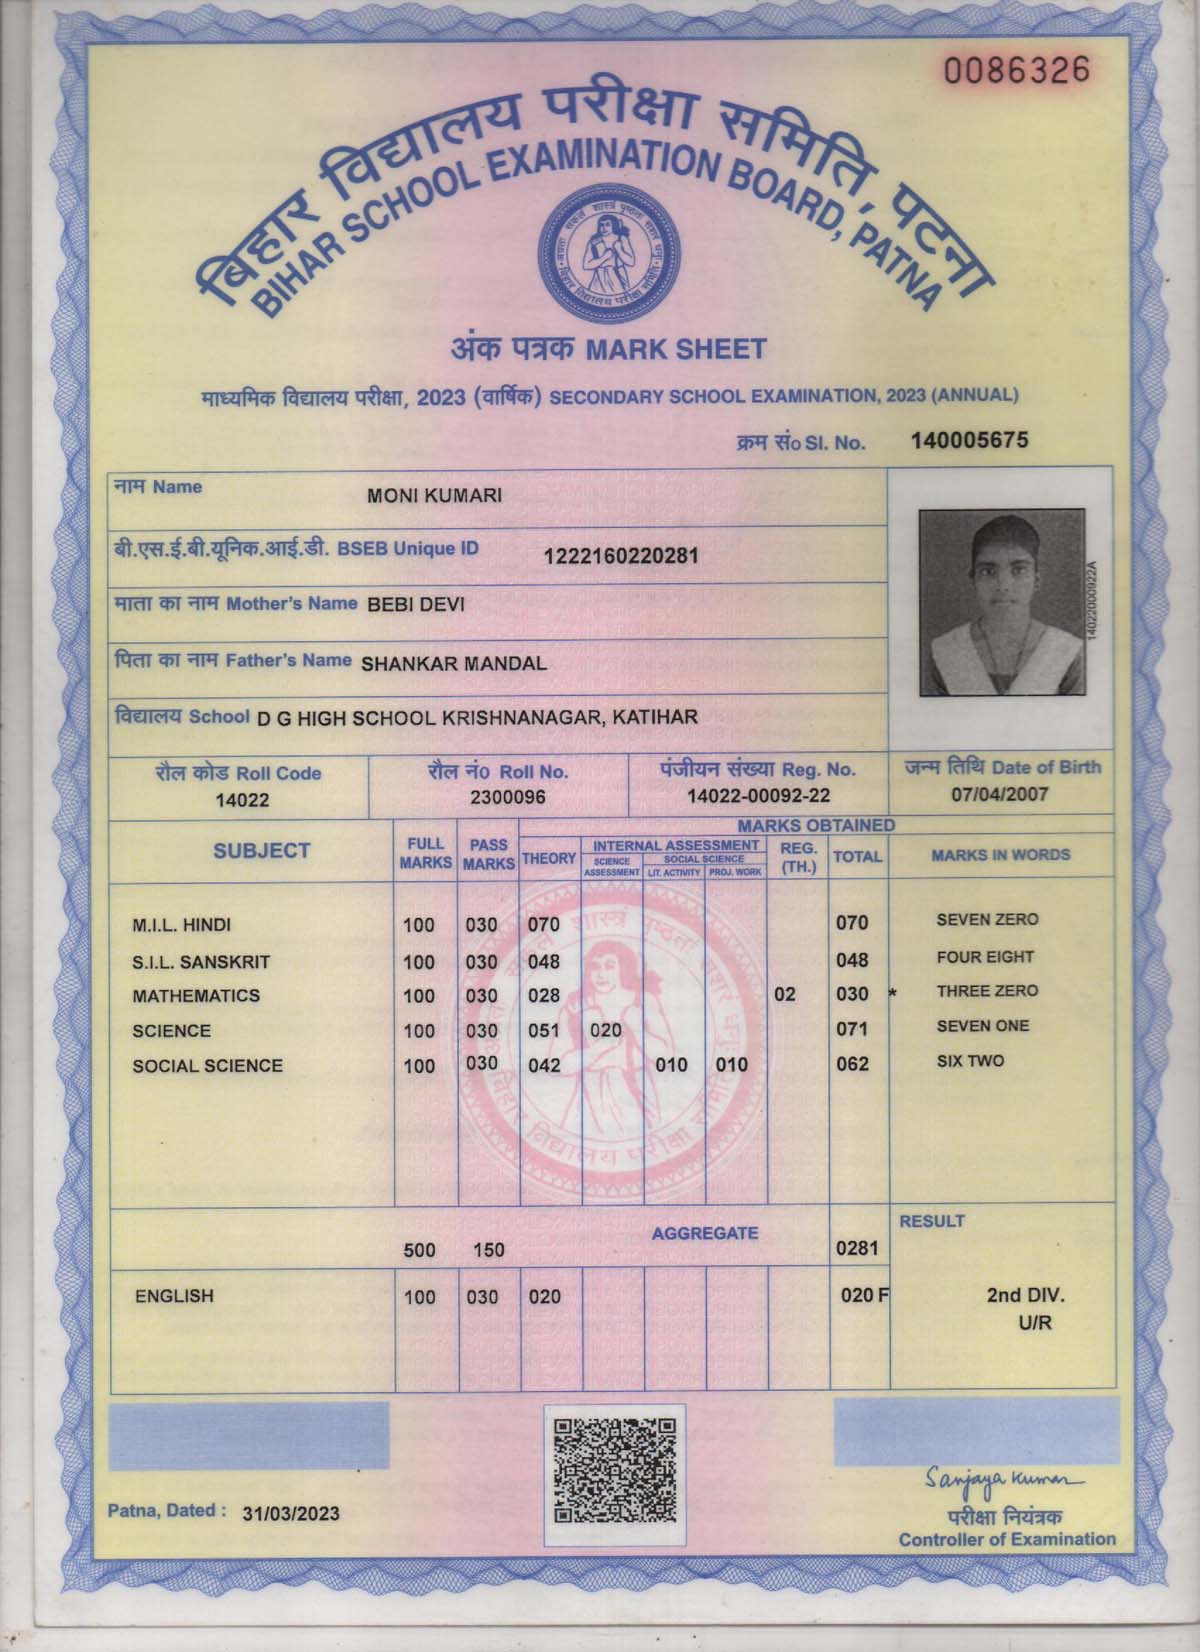 0086326
बिहार विद्यालय परीक्षा समिति, पटना
BIHAR SCHOOL EXAMINATION BOARD, PATNA
अंक पत्रक MARK SHEET
माध्यमिक विद्यालय परीक्षा, 2023 (वार्षिक) SECONDARY SCHOOL EXAMINATION, 2023 (ANNUAL)
क्रम सं० Sl. No. 140005675
नाम Name MONI KUMARI
बी.एस.ई.बी.यूनिक.आई.डी. BSEB Unique ID 1222160220281
माता का नाम Mother's Name BEBI DEVI
पिता का नाम Father's Name SHANKAR MANDAL
विद्यालय School D G HIGH SCHOOL KRISHNANAGAR, KATIHAR
14022000922A
रौल कोड Roll Code रौल नं० Roll No. पंजीयन संख्या Reg. No. जन्म तिथि Date of Birth
14022 2300096 14022-00092-22 07/04/2007
MARKS OBTAINED
SUBJECT FULL MARKS PASS MARKS THEORY INTERNAL ASSESSMENT REG. (TH.) TOTAL MARKS IN WORDS
SCIENCE ASSESSMENT SOCIAL SCIENCE
LIT. ACTIVITY PROJ. WORK
M.I.L. HINDI 100 030 070 070 SEVEN ZERO
S.I.L. SANSKRIT 100 030 048 048 FOUR EIGHT
MATHEMATICS 100 030 028 02 030 * THREE ZERO
SCIENCE 100 030 051 020 071 SEVEN ONE
SOCIAL SCIENCE 100 030 042 010 010 062 SIX TWO
बिहार विद्यालय परीक्षा समिति
AGGREGATE RESULT
500 150 0281
ENGLISH 100 030 020 020 F 2nd DIV.
U/R
Sanjaya Kumar
Patna, Dated : 31/03/2023
परीक्षा नियंत्रक
Controller of Examination